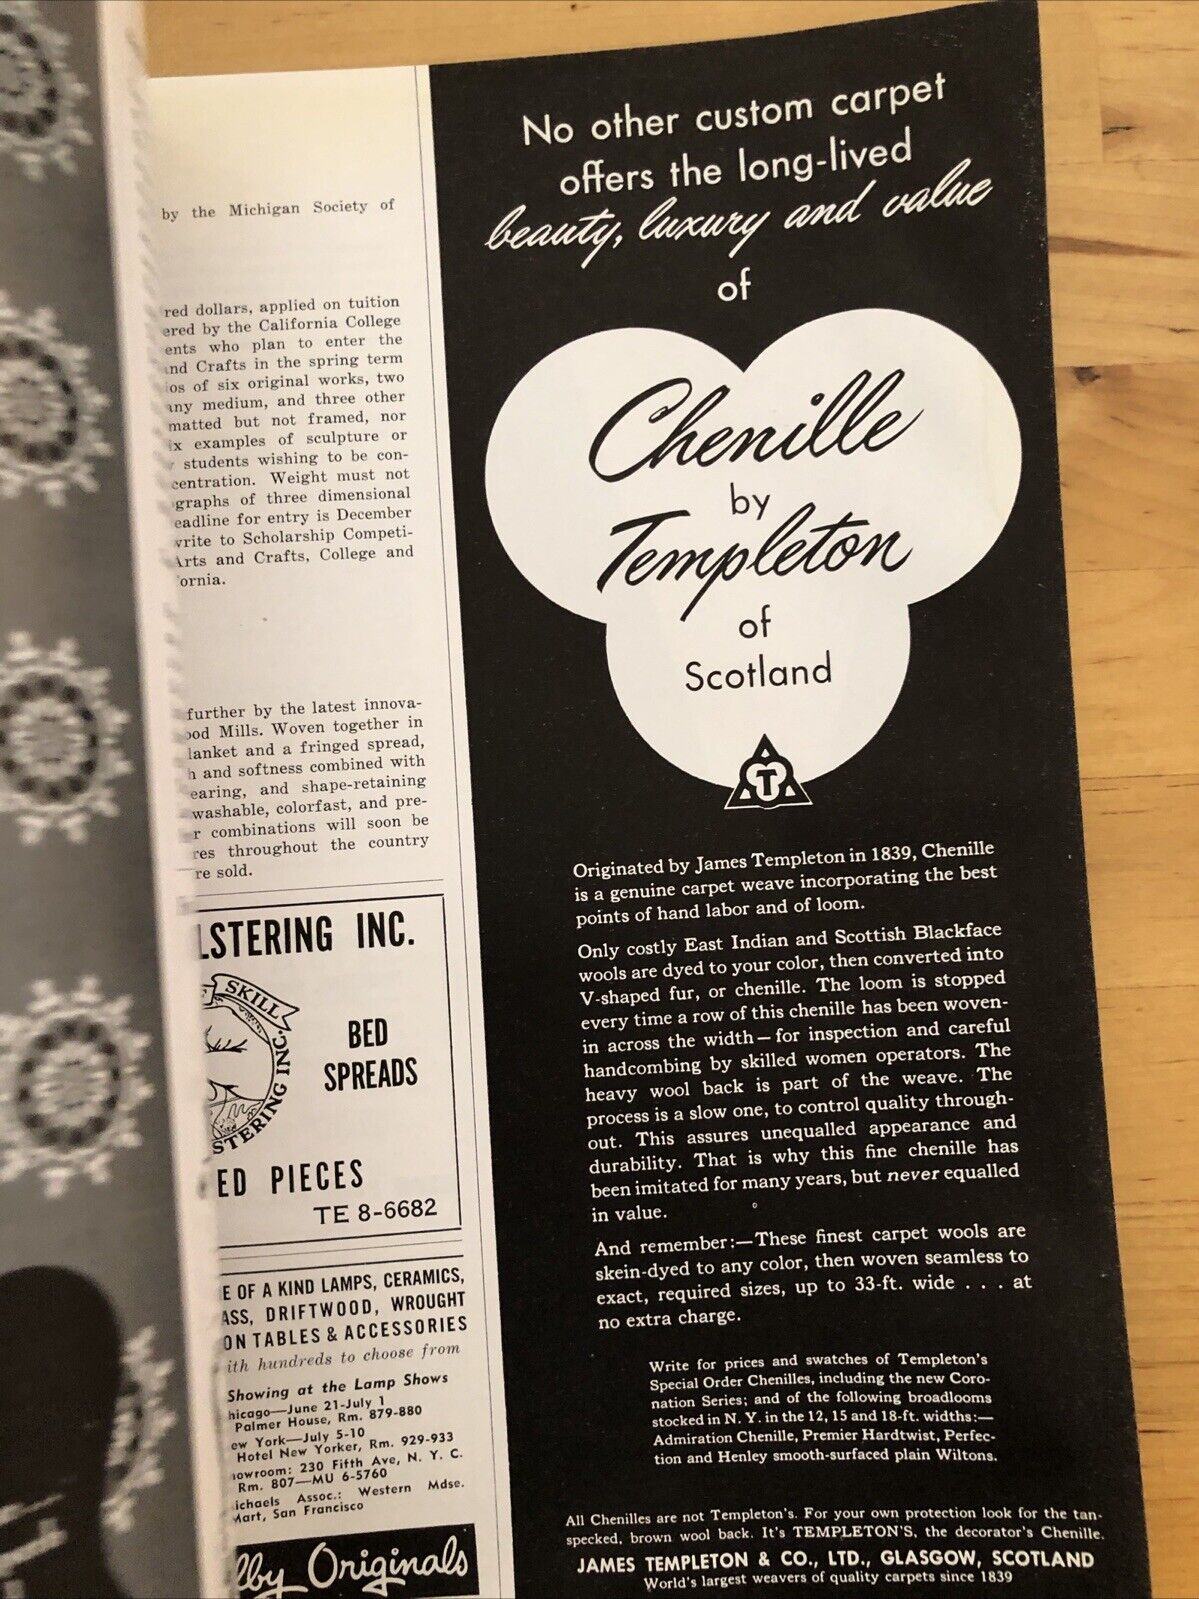 by the Michigan Society of
red dollars, applied on tuition
ered by the California College
ents who plan to enter the
nd Crafts in the spring term
os of six original works, two
any medium, and three other
matted but not framed, nor
ix examples of sculpture or
students wishing to be con-
centration. Weight must not
graphs of three dimensional
eadline for entry is December
write to Scholarship Competi-
Arts and Crafts, College and
ornia.
further by the latest innova-
ood Mills. Woven together in
lanket and a fringed spread,
h and softness combined with
earing, and shape-retaining
washable, colorfast, and pre-
r combinations will soon be
res throughout the country
re sold.
LSTERING INC.
F SKILL
STERING INC.
BED
SPREADS
ED PIECES
TE 8-6682
E OF A KIND LAMPS, CERAMICS,
ASS, DRIFTWOOD, WROUGHT
ON TABLES & ACCESSORIES
ith hundreds to choose from
Showing at the Lamp Shows
hicago—June 21-July 1
Palmer House, Rm. 879-880
ew York—July 5-10
Hotel New Yorker, Rm. 929-933
owroom: 230 Fifth Ave, N. Y. C.
Rm. 807—MU 6-5760
ichaels Assoc.: Western Mdse.
Mart, San Francisco
lby Originals
No other custom carpet
offers the long-lived
beauty, luxury and value
of
Chenille
by
Templeton
of
Scotland
T
Originated by James Templeton in 1839, Chenille
is a genuine carpet weave incorporating the best
points of hand labor and of loom.
Only costly East Indian and Scottish Blackface
wools are dyed to your color, then converted into
V-shaped fur, or chenille. The loom is stopped
every time a row of this chenille has been woven-
in across the width—for inspection and careful
handcombing by skilled women operators. The
heavy wool back is part of the weave. The
process is a slow one, to control quality through-
out. This assures unequalled appearance and
durability. That is why this fine chenille has
been imitated for many years, but never equalled
in value.
And remember:—These finest carpet wools are
skein-dyed to any color, then woven seamless to
exact, required sizes, up to 33-ft. wide . . . at
no extra charge.
Write for prices and swatches of Templeton's
Special Order Chenilles, including the new Coro-
nation Series; and of the following broadlooms
stocked in N. Y. in the 12, 15 and 18-ft. widths:—
Admiration Chenille, Premier Hardtwist, Perfec-
tion and Henley smooth-surfaced plain Wiltons.
All Chenilles are not Templeton's. For your own protection look for the tan-
specked, brown wool back. It's TEMPLETON'S, the decorator's Chenille.
JAMES TEMPLETON & CO., LTD., GLASGOW, SCOTLAND
World's largest weavers of quality carpets since 1839